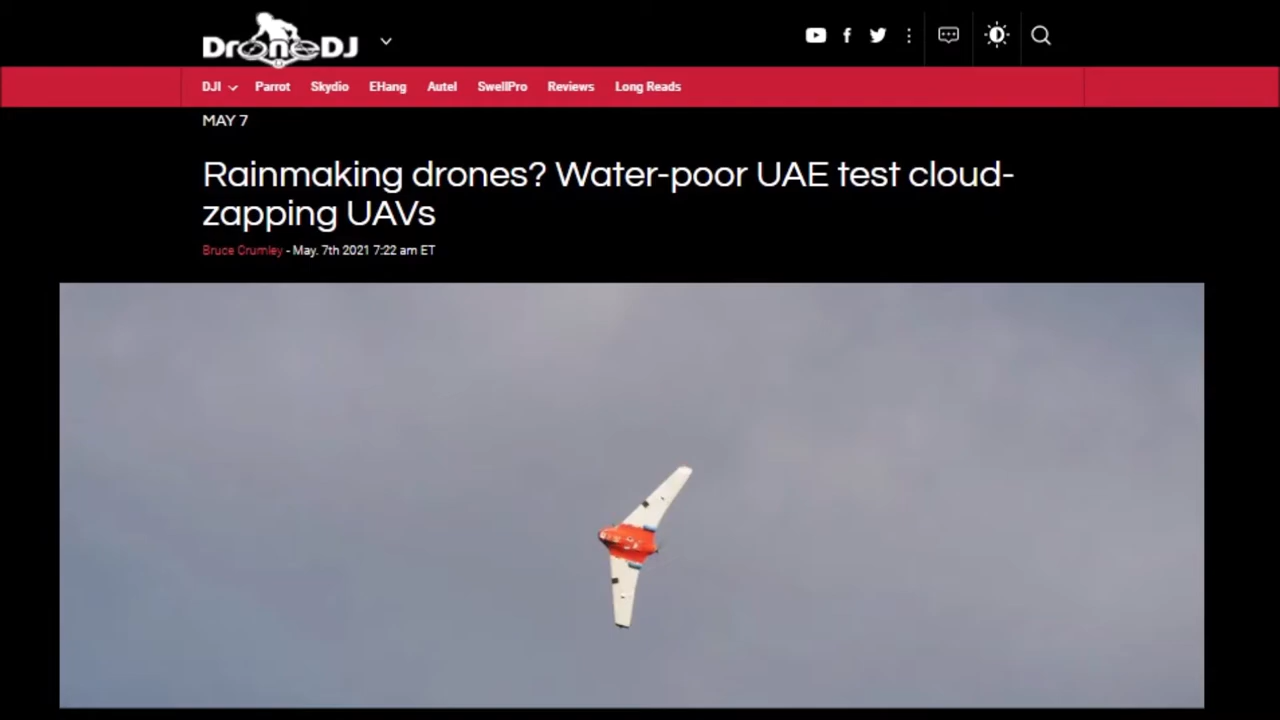 DroneDJ
DJI Parrot Skydio EHang Autel SwellPro Reviews Long Reads
MAY 7
Rainmaking drones? Water-poor UAE test cloud-
zapping UAVs
Bruce Crumley - May. 7th 2021 7:22 am ET